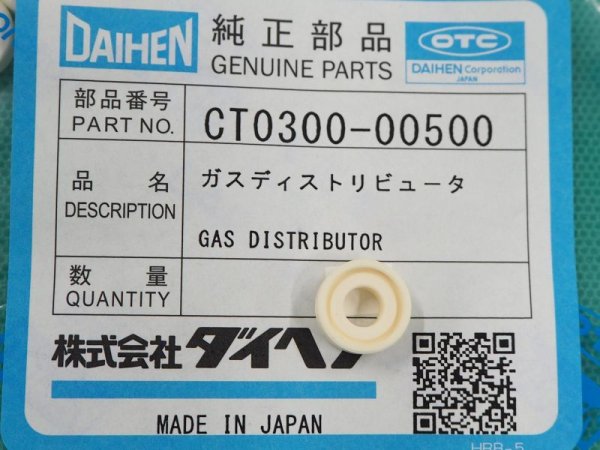 DAIHEN 純正部品 OTC
GENUINE PARTS DAIHEN Corporation
JAPAN
部品番号
PART NO. CT0300-00500
品 名 ガスディストリビュータ
DESCRIPTION
GAS DISTRIBUTOR
数 量
QUANTITY
株式会社 ダイヘン
MADE IN JAPAN
HRB-5